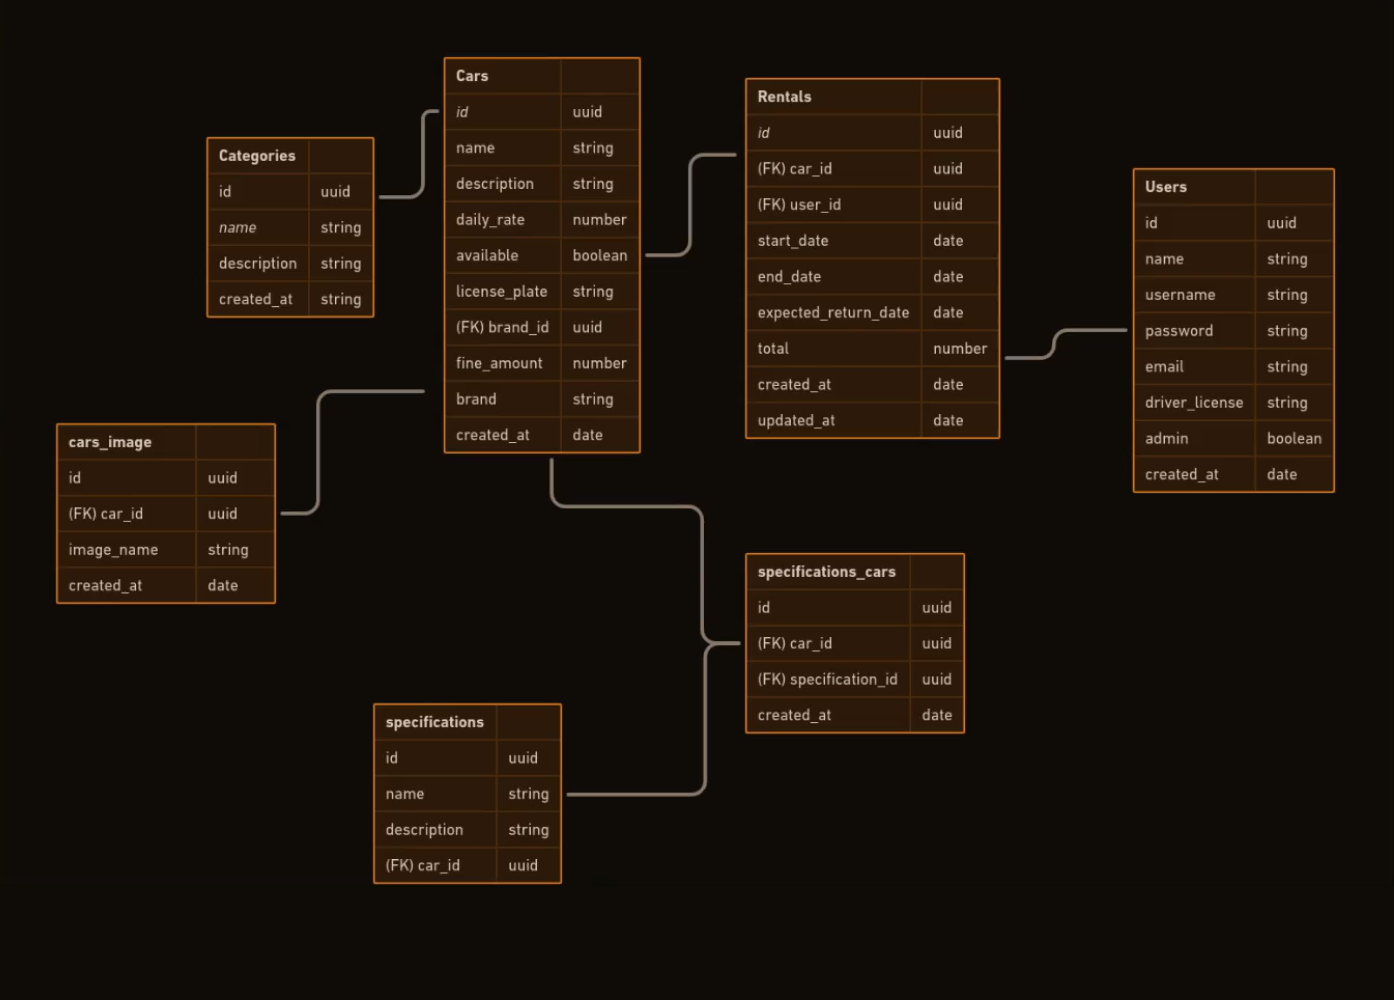 Cars
id uuid
name string
description string
daily_rate number
available boolean
license_plate string
(FK) brand_id uuid
fine_amount number
brand string
created_at date
Rentals
id uuid
(FK) car_id uuid
(FK) user_id uuid
start_date date
end_date date
expected_return_date date
total number
created_at date
updated_at date
Categories
id uuid
name string
description string
created_at string
Users
id uuid
name string
username string
password string
email string
driver_license string
admin boolean
created_at date
cars_image
id uuid
(FK) car_id uuid
image_name string
created_at date
specifications_cars
id uuid
(FK) car_id uuid
(FK) specification_id uuid
created_at date
specifications
id uuid
name string
description string
(FK) car_id uuid